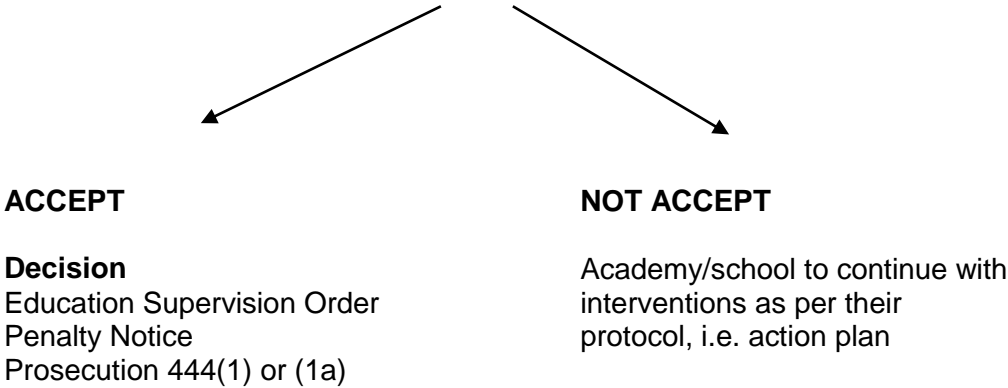 ACCEPT
Decision
Education Supervision Order
Penalty Notice
Prosecution 444(1) or (1a)
NOT ACCEPT
Academy/school to continue with
interventions as per their
protocol, i.e. action plan